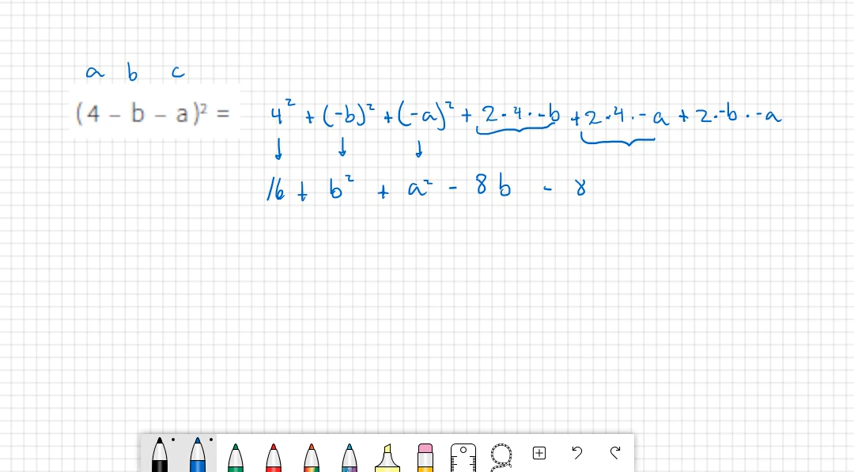 a b c
(4 – b – a)² = 4² + (-b)² + (-a)² + 2·4·-b + 2·4·-a + 2·-b·-a
16 + b² + a² - 8b - 8